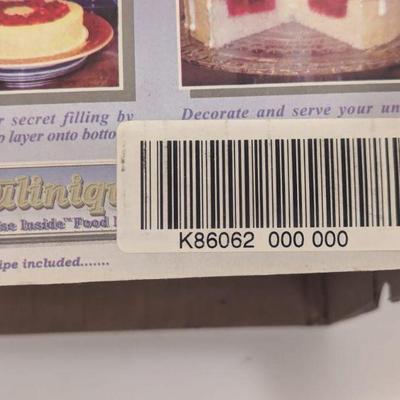 r secret filling by
p layer onto botto
Decorate and serve your un
ulinique
se Inside™ Food
ipe included.......
K86062 000 000